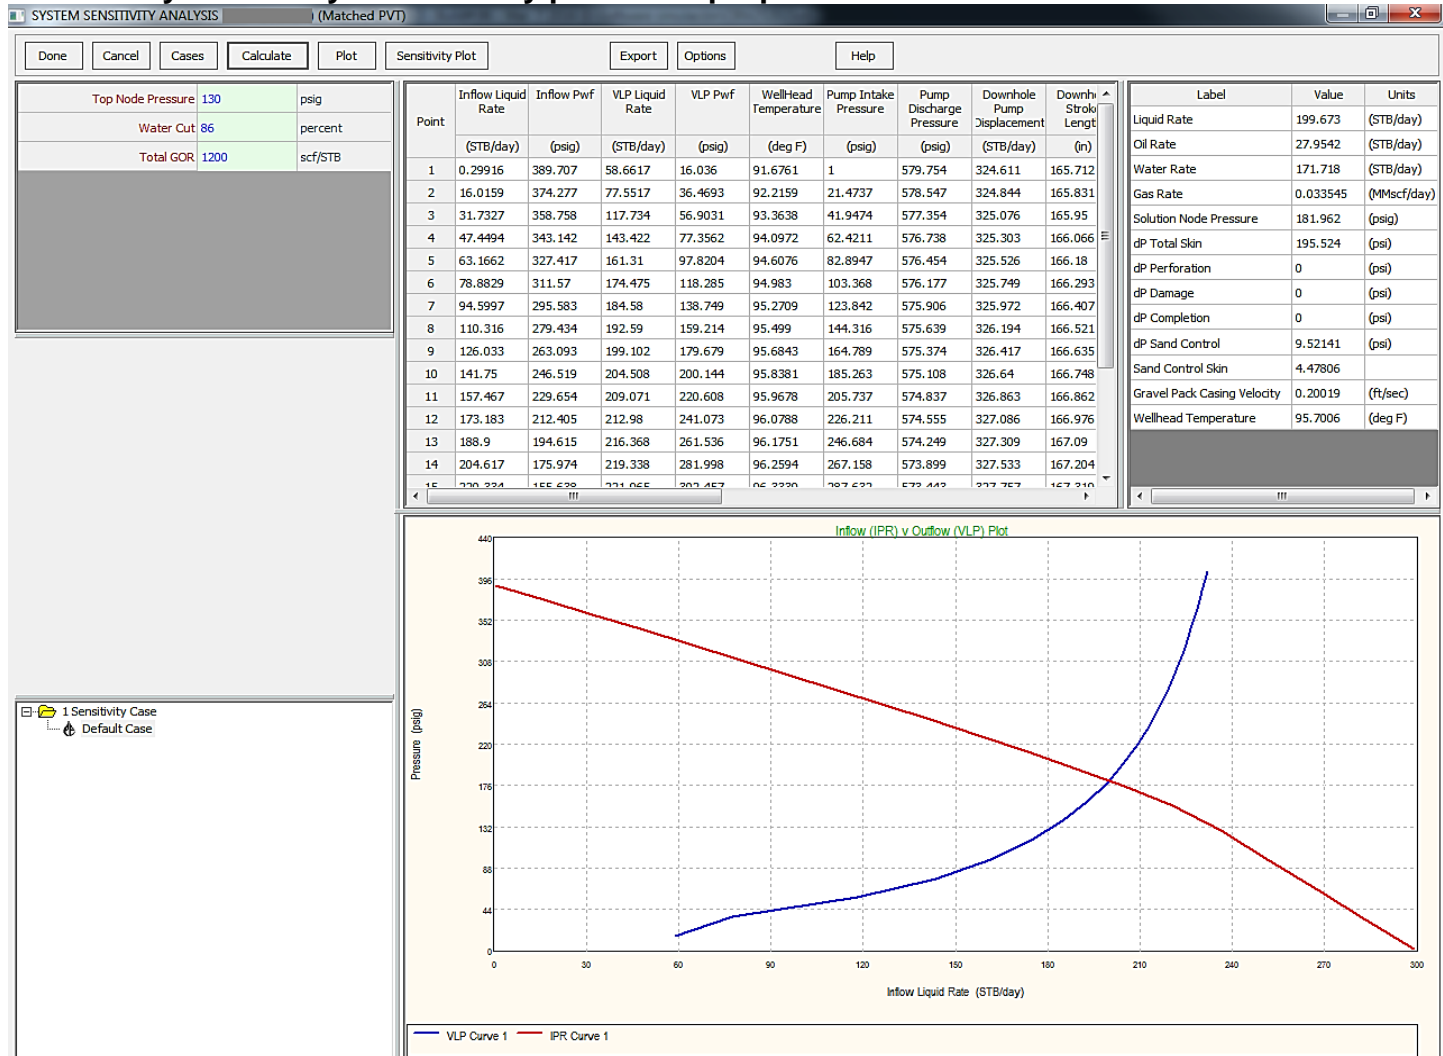 SYSTEM SENSITIVITY ANALYSIS ) (Matched PVT)
Done Cancel Cases Calculate Plot Sensitivity Plot Export Options Help
Top Node Pressure 130 psig
Water Cut 86 percent
Total GOR 1200 scf/STB
Point Inflow Liquid Rate Inflow Pwf VLP Liquid Rate VLP Pwf WellHead Temperature Pump Intake Pressure Pump Discharge Pressure Downhole Pump Displacement
(STB/day) (psig) (STB/day) (psig) (deg F) (psig) (psig) (STB/day) (in)
1 0.29916 389.707 58.6617 16.036 91.6761 1 579.754 324.611 165.712
2 16.0159 374.277 77.5517 36.4693 92.2159 21.4737 578.547 324.844 165.831
3 31.7327 358.758 117.734 56.9031 93.3638 41.9474 577.354 325.076 165.95
4 47.4494 343.142 143.422 77.3562 94.0972 62.4211 576.738 325.303 166.066
5 63.1662 327.417 161.31 97.8204 94.6076 82.8947 576.454 325.526 166.18
6 78.8829 311.57 174.475 118.285 94.983 103.368 576.177 325.749 166.293
7 94.5997 295.583 184.58 138.749 95.2709 123.842 575.906 325.972 166.407
8 110.316 279.434 192.59 159.214 95.499 144.316 575.639 326.194 166.521
9 126.033 263.093 199.102 179.679 95.6843 164.789 575.374 326.417 166.635
10 141.75 246.519 204.508 200.144 95.8381 185.263 575.108 326.64 166.748
11 157.467 229.654 209.071 220.608 95.9678 205.737 574.837 326.863 166.862
12 173.183 212.405 212.98 241.073 96.0788 226.211 574.555 327.086 166.976
13 188.9 194.615 216.368 261.536 96.1751 246.684 574.249 327.309 167.09
14 204.617 175.974 219.338 281.998 96.2594 267.158 573.899 327.533 167.204
Label Value Units
Liquid Rate 199.673 (STB/day)
Oil Rate 27.9542 (STB/day)
Water Rate 171.718 (STB/day)
Gas Rate 0.033545 (MMscf/day)
Solution Node Pressure 181.962 (psig)
dP Total Skin 195.524 (psi)
dP Perforation 0 (psi)
dP Damage 0 (psi)
dP Completion 0 (psi)
dP Sand Control 9.52141 (psi)
Sand Control Skin 4.47806
Gravel Pack Casing Velocity 0.20019 (ft/sec)
Wellhead Temperature 95.7006 (deg F)
1 Sensitivity Case
Default Case
Inflow (IPR) v Outflow (VLP) Plot
Pressure (psig)
440
396
352
308
264
220
176
132
88
44
0
0 30 60 90 120 150 180 210 240 270 300
Inflow Liquid Rate (STB/day)
VLP Curve 1 IPR Curve 1